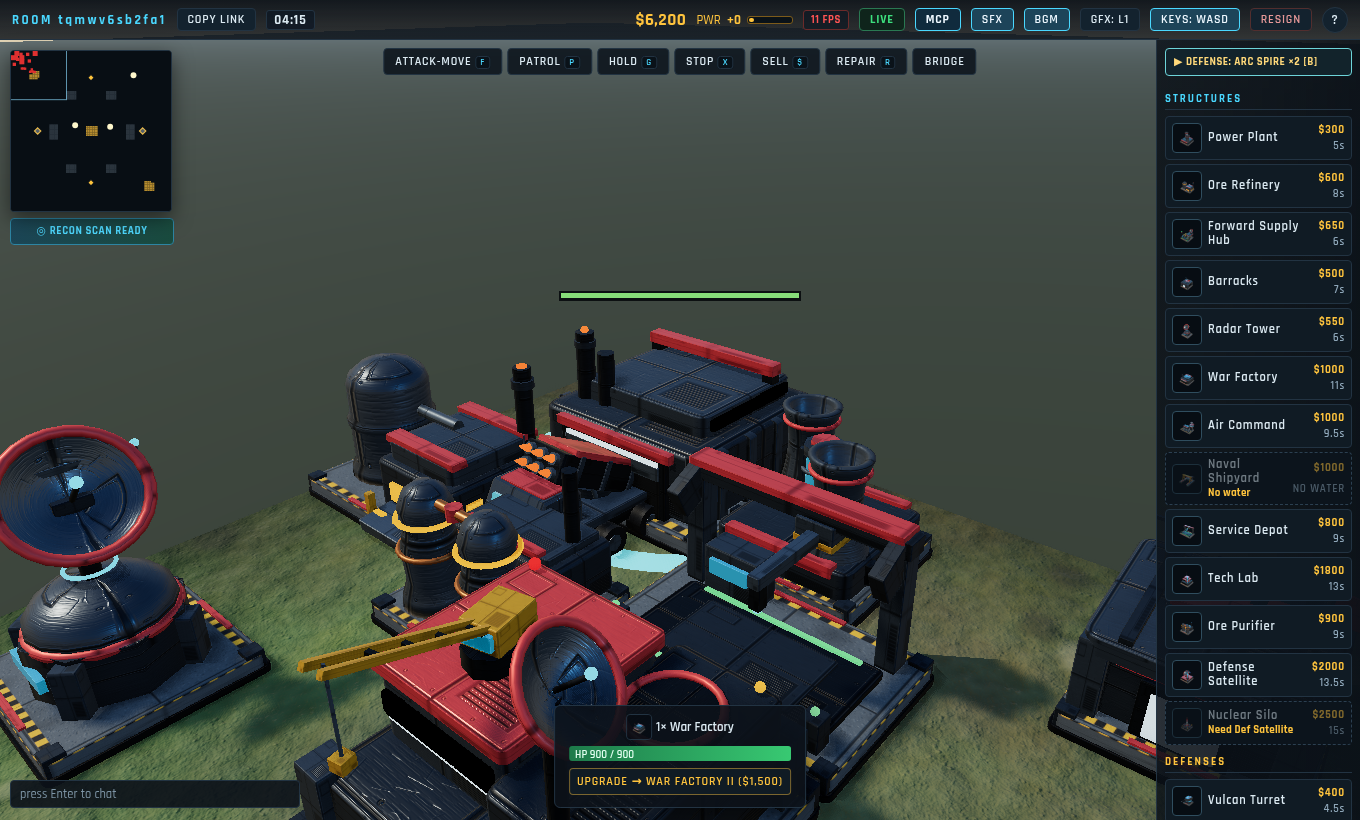 ROOM tqmwv6sb2fa1
COPY LINK
04:15
$6,200
PWR +0
11 FPS
LIVE
MCP
SFX
BGM
GFX: L1
KEYS: WASD
RESIGN
?
ATTACK-MOVE F
PATROL P
HOLD G
STOP X
SELL $
REPAIR R
BRIDGE
◎ RECON SCAN READY
▶ DEFENSE: ARC SPIRE ×2 [B]
STRUCTURES
Power Plant $300 5s
Ore Refinery $600 8s
Forward Supply Hub $650 6s
Barracks $500 7s
Radar Tower $550 6s
War Factory $1000 11s
Air Command $1000 9.5s
Naval Shipyard $1000
No water NO WATER
Service Depot $800 9s
Tech Lab $1800 13s
Ore Purifier $900 9s
Defense Satellite $2000 13.5s
Nuclear Silo $2500
Need Def Satellite 15s
DEFENSES
Vulcan Turret $400 4.5s
1× War Factory
HP 900 / 900
UPGRADE → WAR FACTORY II ($1,500)
press Enter to chat